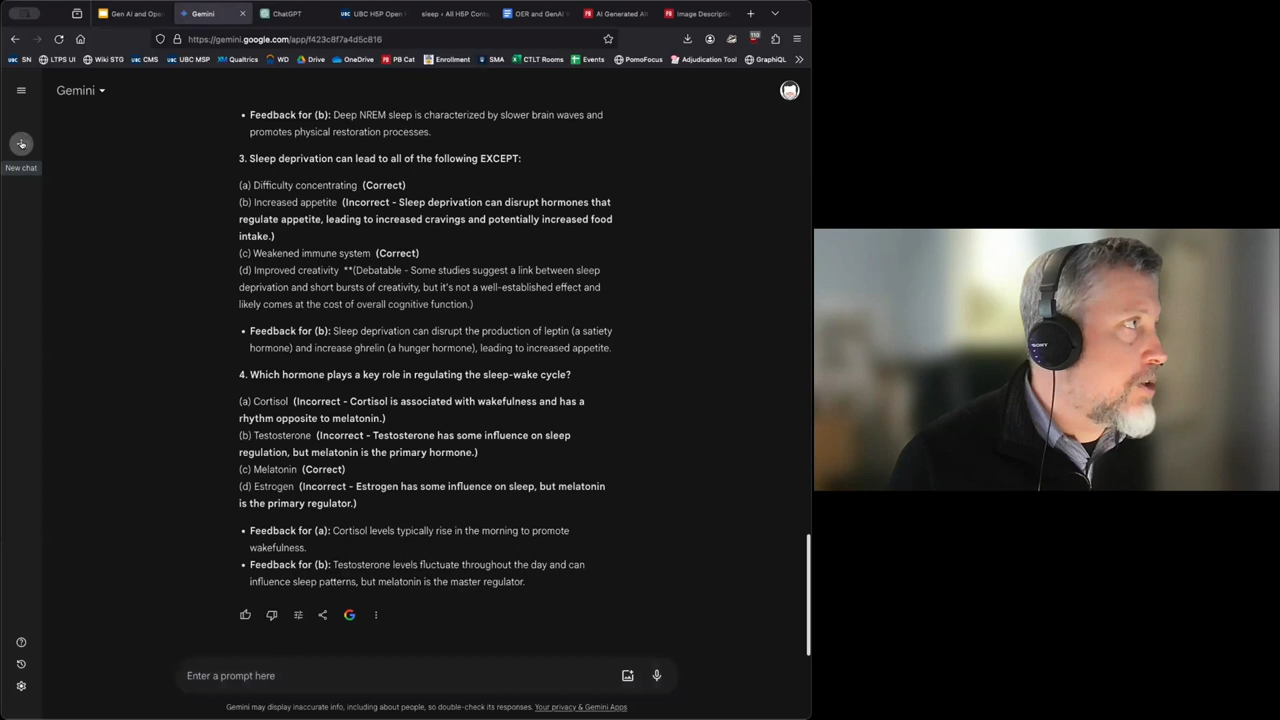 Gen AI and Open
Gemini
ChatGPT
UBC H5P Open
sleep ‹ All H5P Cont
OER and GenAI
AI Generated Alt
Image Descripti
https://gemini.google.com/app/f423c8f7a4d5c816
110
UBC SN
LTPS UI
Wiki STG
UBC CMS
UBC MSP
XM Qualtrics
WD
Drive
OneDrive
PB Cat
Enrollment
SMA
CTLT Rooms
Events
PomoFocus
Adjudication Tool
GraphiQL
Gemini
New chat
• Feedback for (b): Deep NREM sleep is characterized by slower brain waves and
promotes physical restoration processes.
3. Sleep deprivation can lead to all of the following EXCEPT:
(a) Difficulty concentrating (Correct)
(b) Increased appetite (Incorrect - Sleep deprivation can disrupt hormones that
regulate appetite, leading to increased cravings and potentially increased food
intake.)
(c) Weakened immune system (Correct)
(d) Improved creativity **(Debatable - Some studies suggest a link between sleep
deprivation and short bursts of creativity, but it's not a well-established effect and
likely comes at the cost of overall cognitive function.)
• Feedback for (b): Sleep deprivation can disrupt the production of leptin (a satiety
hormone) and increase ghrelin (a hunger hormone), leading to increased appetite.
4. Which hormone plays a key role in regulating the sleep-wake cycle?
(a) Cortisol (Incorrect - Cortisol is associated with wakefulness and has a
rhythm opposite to melatonin.)
(b) Testosterone (Incorrect - Testosterone has some influence on sleep
regulation, but melatonin is the primary hormone.)
(c) Melatonin (Correct)
(d) Estrogen (Incorrect - Estrogen has some influence on sleep, but melatonin
is the primary regulator.)
• Feedback for (a): Cortisol levels typically rise in the morning to promote
wakefulness.
• Feedback for (b): Testosterone levels fluctuate throughout the day and can
influence sleep patterns, but melatonin is the master regulator.
Enter a prompt here
Gemini may display inaccurate info, including about people, so double-check its responses. Your privacy & Gemini Apps
SONY